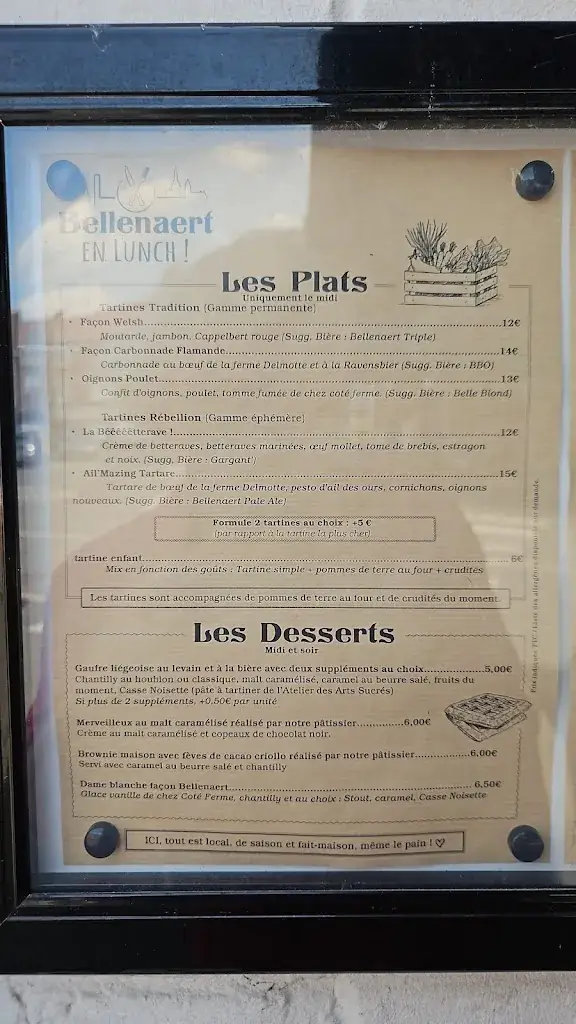 Bellenaert
EN LUNCH !
Les Plats
Uniquement le midi
Tartines Tradition (Gamme permanente)
• Façon Welsh...12€
Moutarde, jambon, Cappelbert rouge (Sugg. Bière : Bellenaert Triple)
• Façon Carbonnade Flamande...14€
Carbonnade au bœuf de la ferme Delmotte et à la Ravensbier (Sugg. Bière : BBO)
• Oignons Poulet...13€
Confit d'oignons, poulet, tomme fumée de chez coté ferme. (Sugg. Bière : Belle Blond)
Tartines Rébellion (Gamme éphémère)
• La Bêêêêêtterave !...12€
Crème de betteraves, betteraves marinées, œuf mollet, tome de brebis, estragon
et noix. (Sugg. Bière : Gargant')
• Ail'Mazing Tartare...15€
Tartare de bœuf de la ferme Delmotte, pesto d'ail des ours, cornichons, oignons
nouveaux. (Sugg. Bière : Bellenaert Pale Ale)
Formule 2 tartines au choix : +5 €
(par rapport à la tartine la plus cher)
tartine enfant...6€
Mix en fonction des goûts : Tartine simple + pommes de terre au four + crudités
Les tartines sont accompagnées de pommes de terre au four et de crudités du moment.
Les Desserts
Midi et soir
Gaufre liégeoise au levain et à la bière avec deux suppléments au choix...5,00€
Chantilly au houblon ou classique, malt caramélisé, caramel au beurre salé, fruits du
moment, Casse Noisette (pâte à tartiner de l'Atelier des Arts Sucrés)
Si plus de 2 suppléments, +0,50€ par unité
Merveilleux au malt caramélisé réalisé par notre pâtissier...6,00€
Crème au malt caramélisé et copeaux de chocolat noir.
Brownie maison avec fèves de cacao criollo réalisé par notre pâtissier...6,00€
Servi avec caramel au beurre salé et chantilly
Dame blanche façon Bellenaert...6,50€
Glace vanille de chez Coté Ferme, chantilly et au choix : Stout, caramel, Casse Noisette
ICI, tout est local, de saison et fait-maison, même le pain ! ♡
Prix indiqués TTC / Liste des allergènes disponible sur demande.